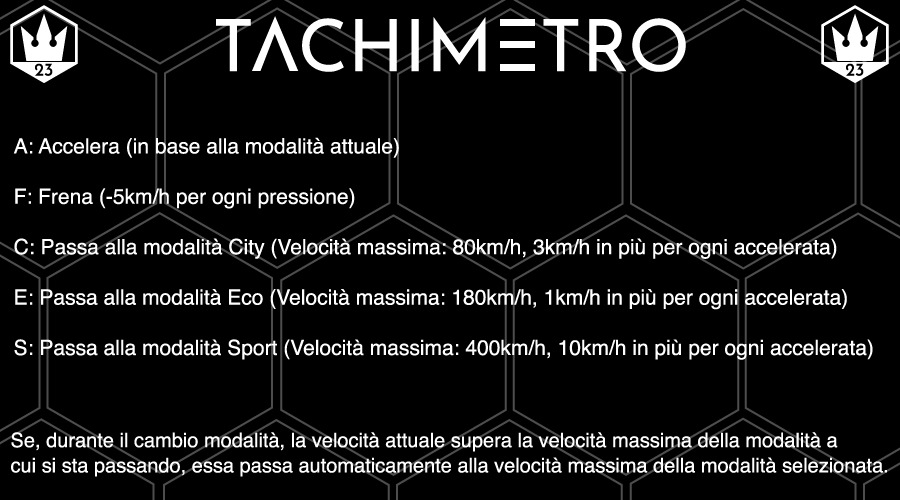 23
TACHIMETRO
23
A: Accelera (in base alla modalità attuale)
F: Frena (-5km/h per ogni pressione)
C: Passa alla modalità City (Velocità massima: 80km/h, 3km/h in più per ogni accelerata)
E: Passa alla modalità Eco (Velocità massima: 180km/h, 1km/h in più per ogni accelerata)
S: Passa alla modalità Sport (Velocità massima: 400km/h, 10km/h in più per ogni accelerata)
Se, durante il cambio modalità, la velocità attuale supera la velocità massima della modalità a
cui si sta passando, essa passa automaticamente alla velocità massima della modalità selezionata.